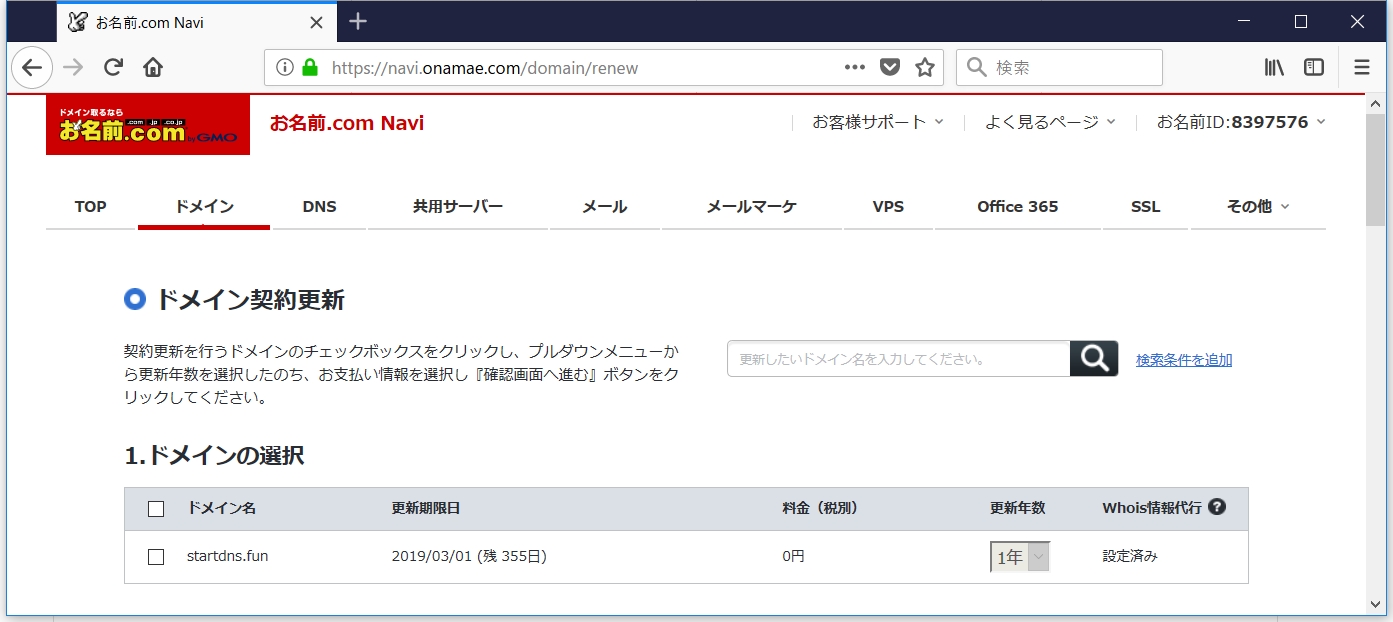 お名前.com Navi
https://navi.onamae.com/domain/renew
検索
ドメイン取るなら
お名前.com
.com .jp .co.jp
by GMO
お名前.com Navi
お客様サポート
よく見るページ
お名前ID:8397576
TOP
ドメイン
DNS
共用サーバー
メール
メールマーケ
VPS
Office 365
SSL
その他
ドメイン契約更新
契約更新を行うドメインのチェックボックスをクリックし、プルダウンメニューか
ら更新年数を選択したのち、お支払い情報を選択し『確認画面へ進む』ボタンをク
リックしてください。
更新したいドメイン名を入力してください。
検索条件を追加
1.ドメインの選択
ドメイン名 更新期限日 料金（税別） 更新年数 Whois情報代行 ?
startdns.fun 2019/03/01 (残 355日) 0円 1年 設定済み